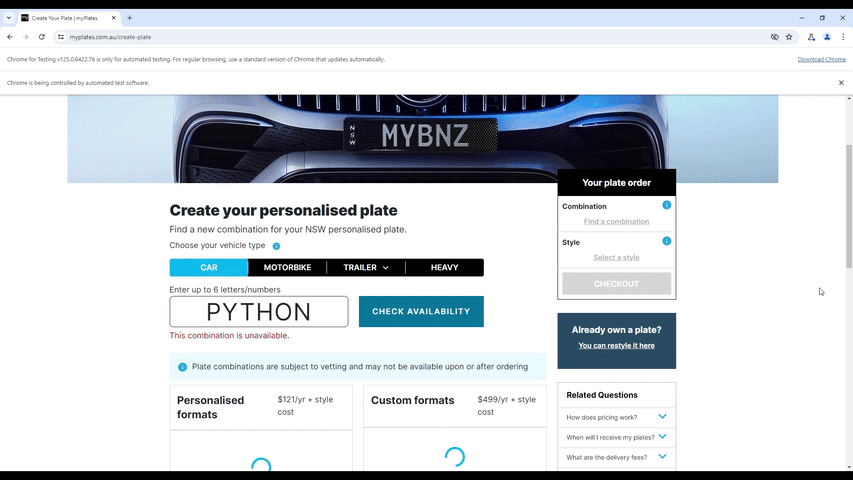 Create Your Plate | myPlates
myplates.com.au/create-plate
Chrome for Testing v125.0.6422.76 is only for automated testing. For regular browsing, use a standard version of Chrome that updates automatically.
Download Chrome
Chrome is being controlled by automated test software.
NSW
MYBNZ
Your plate order
Combination
Find a combination
Style
Select a style
CHECKOUT
Create your personalised plate
Find a new combination for your NSW personalised plate.
Choose your vehicle type
CAR
MOTORBIKE
TRAILER
HEAVY
Enter up to 6 letters/numbers
PYTHON
CHECK AVAILABILITY
This combination is unavailable.
Already own a plate?
You can restyle it here
Plate combinations are subject to vetting and may not be available upon or after ordering
Personalised formats
$121/yr + style cost
Custom formats
$499/yr + style cost
Related Questions
How does pricing work?
When will I receive my plates?
What are the delivery fees?